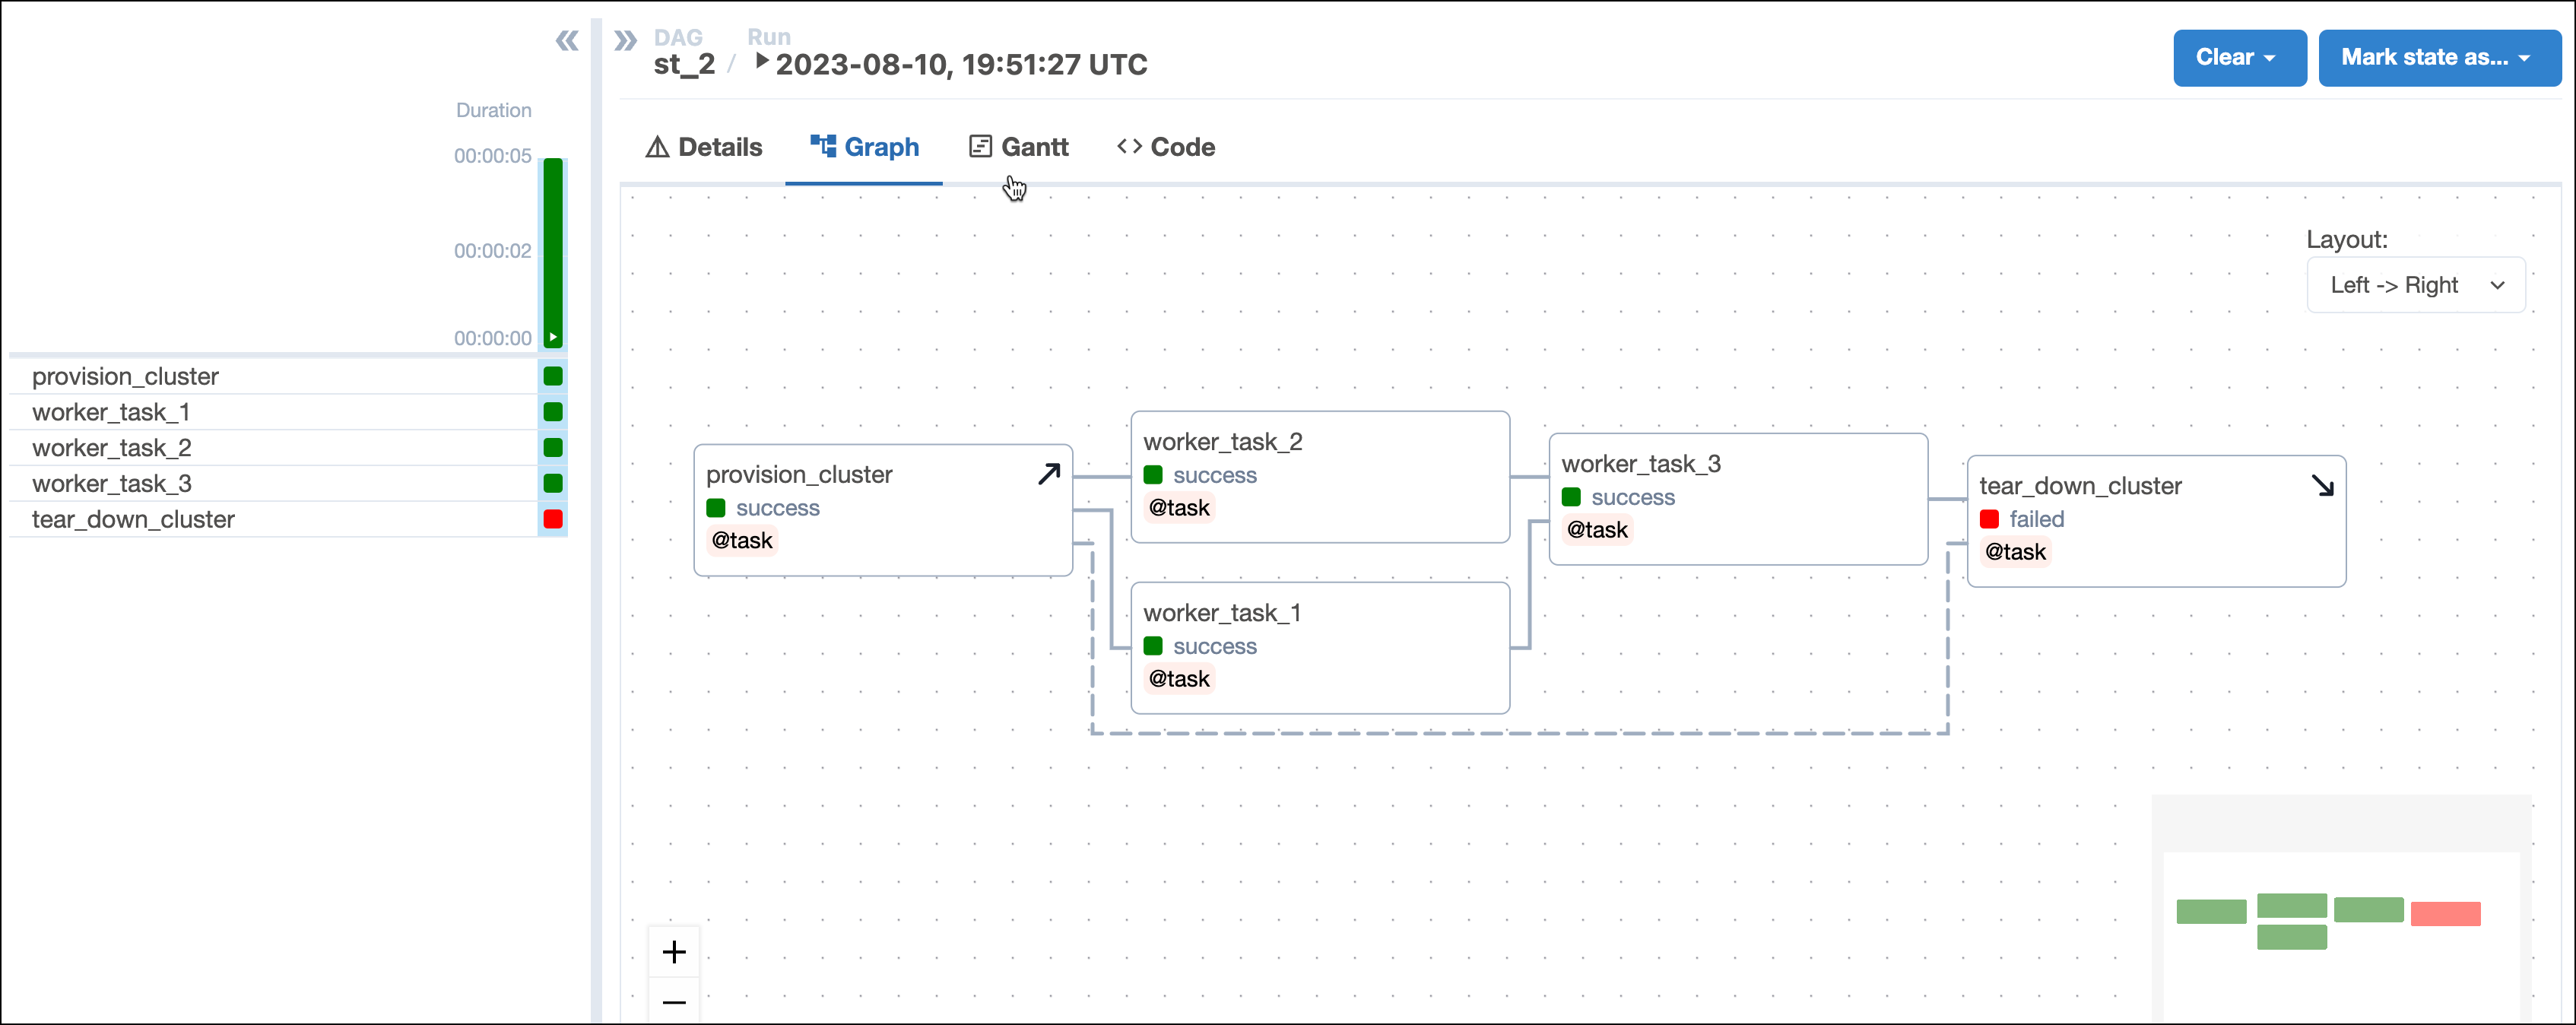 Duration
00:00:05
00:00:02
00:00:00
provision_cluster
worker_task_1
worker_task_2
worker_task_3
tear_down_cluster
DAG Run
st_2 / 2023-08-10, 19:51:27 UTC
Clear
Mark state as...
Details Graph Gantt Code
Layout:
Left -> Right
provision_cluster
success
@task
worker_task_2
success
@task
worker_task_1
success
@task
worker_task_3
success
@task
tear_down_cluster
failed
@task